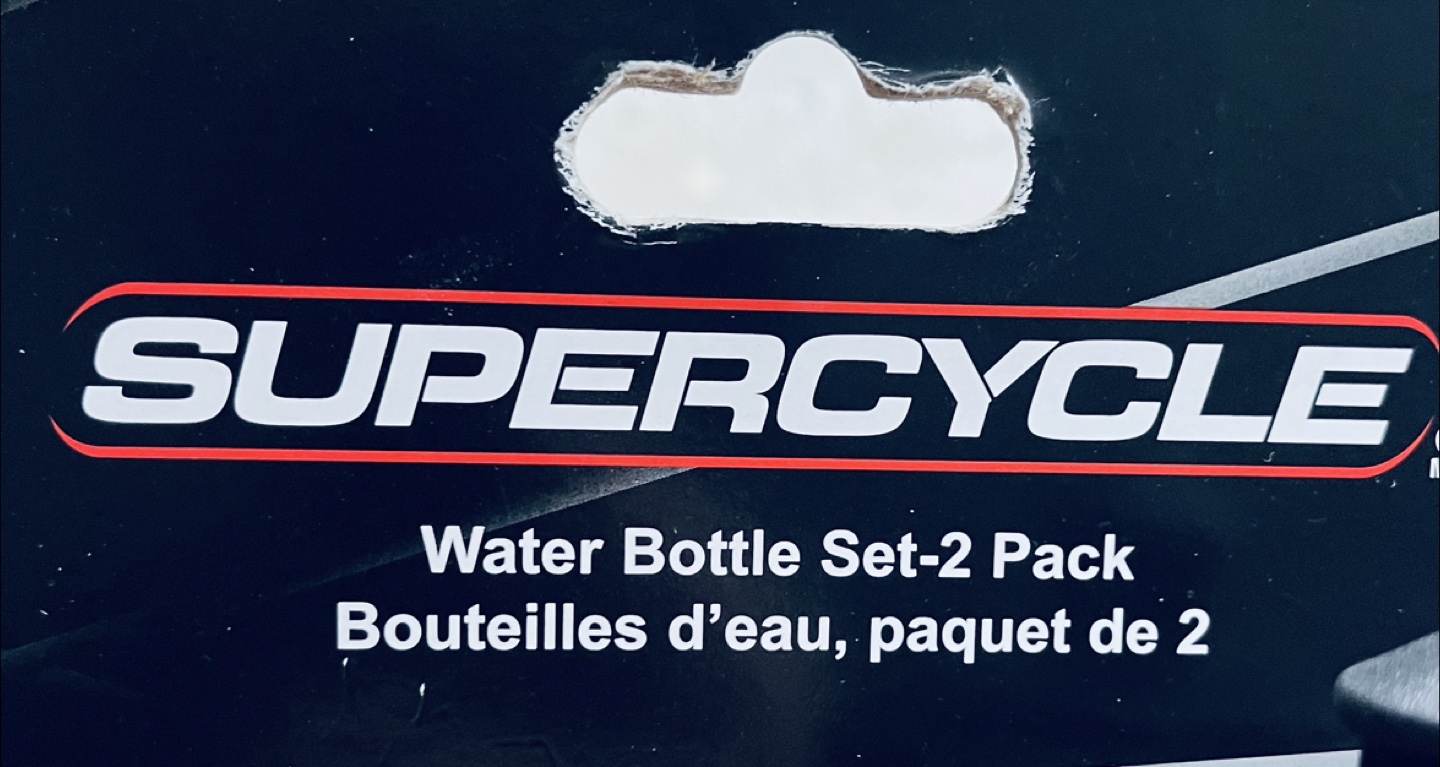 SUPERCYCLE
Water Bottle Set-2 Pack
Bouteilles d’eau, paquet de 2